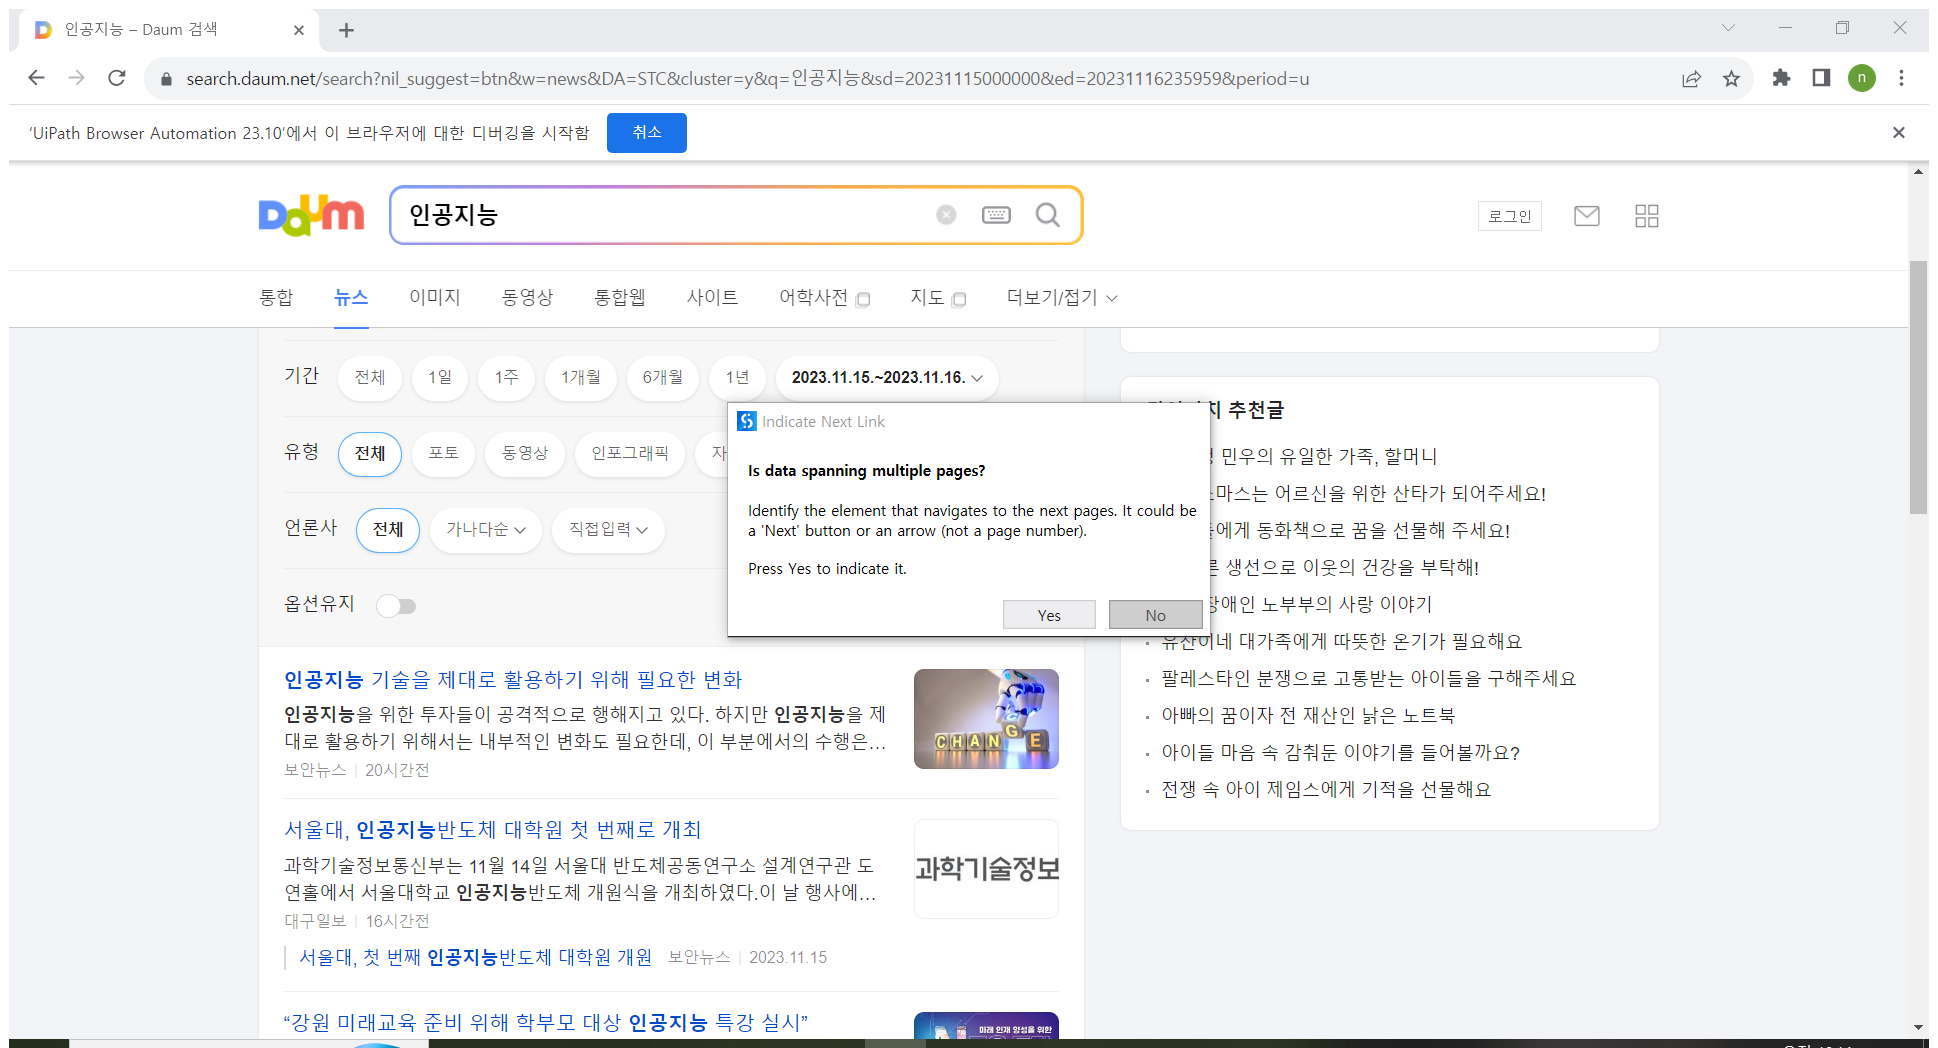 인공지능 – Daum 검색
search.daum.net/search?nil_suggest=btn&w=news&DA=STC&cluster=y&q=인공지능&sd=20231115000000&ed=20231116235959&period=u
n
'UiPath Browser Automation 23.10'에서 이 브라우저에 대한 디버깅을 시작함 취소
Daum 인공지능 로그인
통합 뉴스 이미지 동영상 통합웹 사이트 어학사전 지도 더보기/접기
기간 전체 1일 1주 1개월 6개월 1년 2023.11.15.~2023.11.16.
유형 전체 포토 동영상 인포그래픽 자
언론사 전체 가나다순 직접입력
옵션유지
Indicate Next Link
Is data spanning multiple pages?
Identify the element that navigates to the next pages. It could be
a 'Next' button or an arrow (not a page number).
Press Yes to indicate it.
Yes No
인공지능 기술을 제대로 활용하기 위해 필요한 변화
인공지능을 위한 투자들이 공격적으로 행해지고 있다. 하지만 인공지능을 제
대로 활용하기 위해서는 내부적인 변화도 필요한데, 이 부분에서의 수행은...
보안뉴스 | 20시간전
CHANGE
서울대, 인공지능반도체 대학원 첫 번째로 개최
과학기술정보통신부는 11월 14일 서울대 반도체공동연구소 설계연구관 도
연홀에서 서울대학교 인공지능반도체 개원식을 개최하였다.이 날 행사에...
대구일보 | 16시간전
과학기술정보
서울대, 첫 번째 인공지능반도체 대학원 개원 보안뉴스 | 2023.11.15
“강원 미래교육 준비 위해 학부모 대상 인공지능 특강 실시”
미래 인재 양성을 위한
추천글
민우의 유일한 가족, 할머니
마스는 어르신을 위한 산타가 되어주세요!
에게 동화책으로 꿈을 선물해 주세요!
생선으로 이웃의 건강을 부탁해!
장애인 노부부의 사랑 이야기
유산이네 대가족에게 따뜻한 온기가 필요해요
· 팔레스타인 분쟁으로 고통받는 아이들을 구해주세요
· 아빠의 꿈이자 전 재산인 낡은 노트북
· 아이들 마음 속 감춰둔 이야기를 들어볼까요?
· 전쟁 속 아이 제임스에게 기적을 선물해요